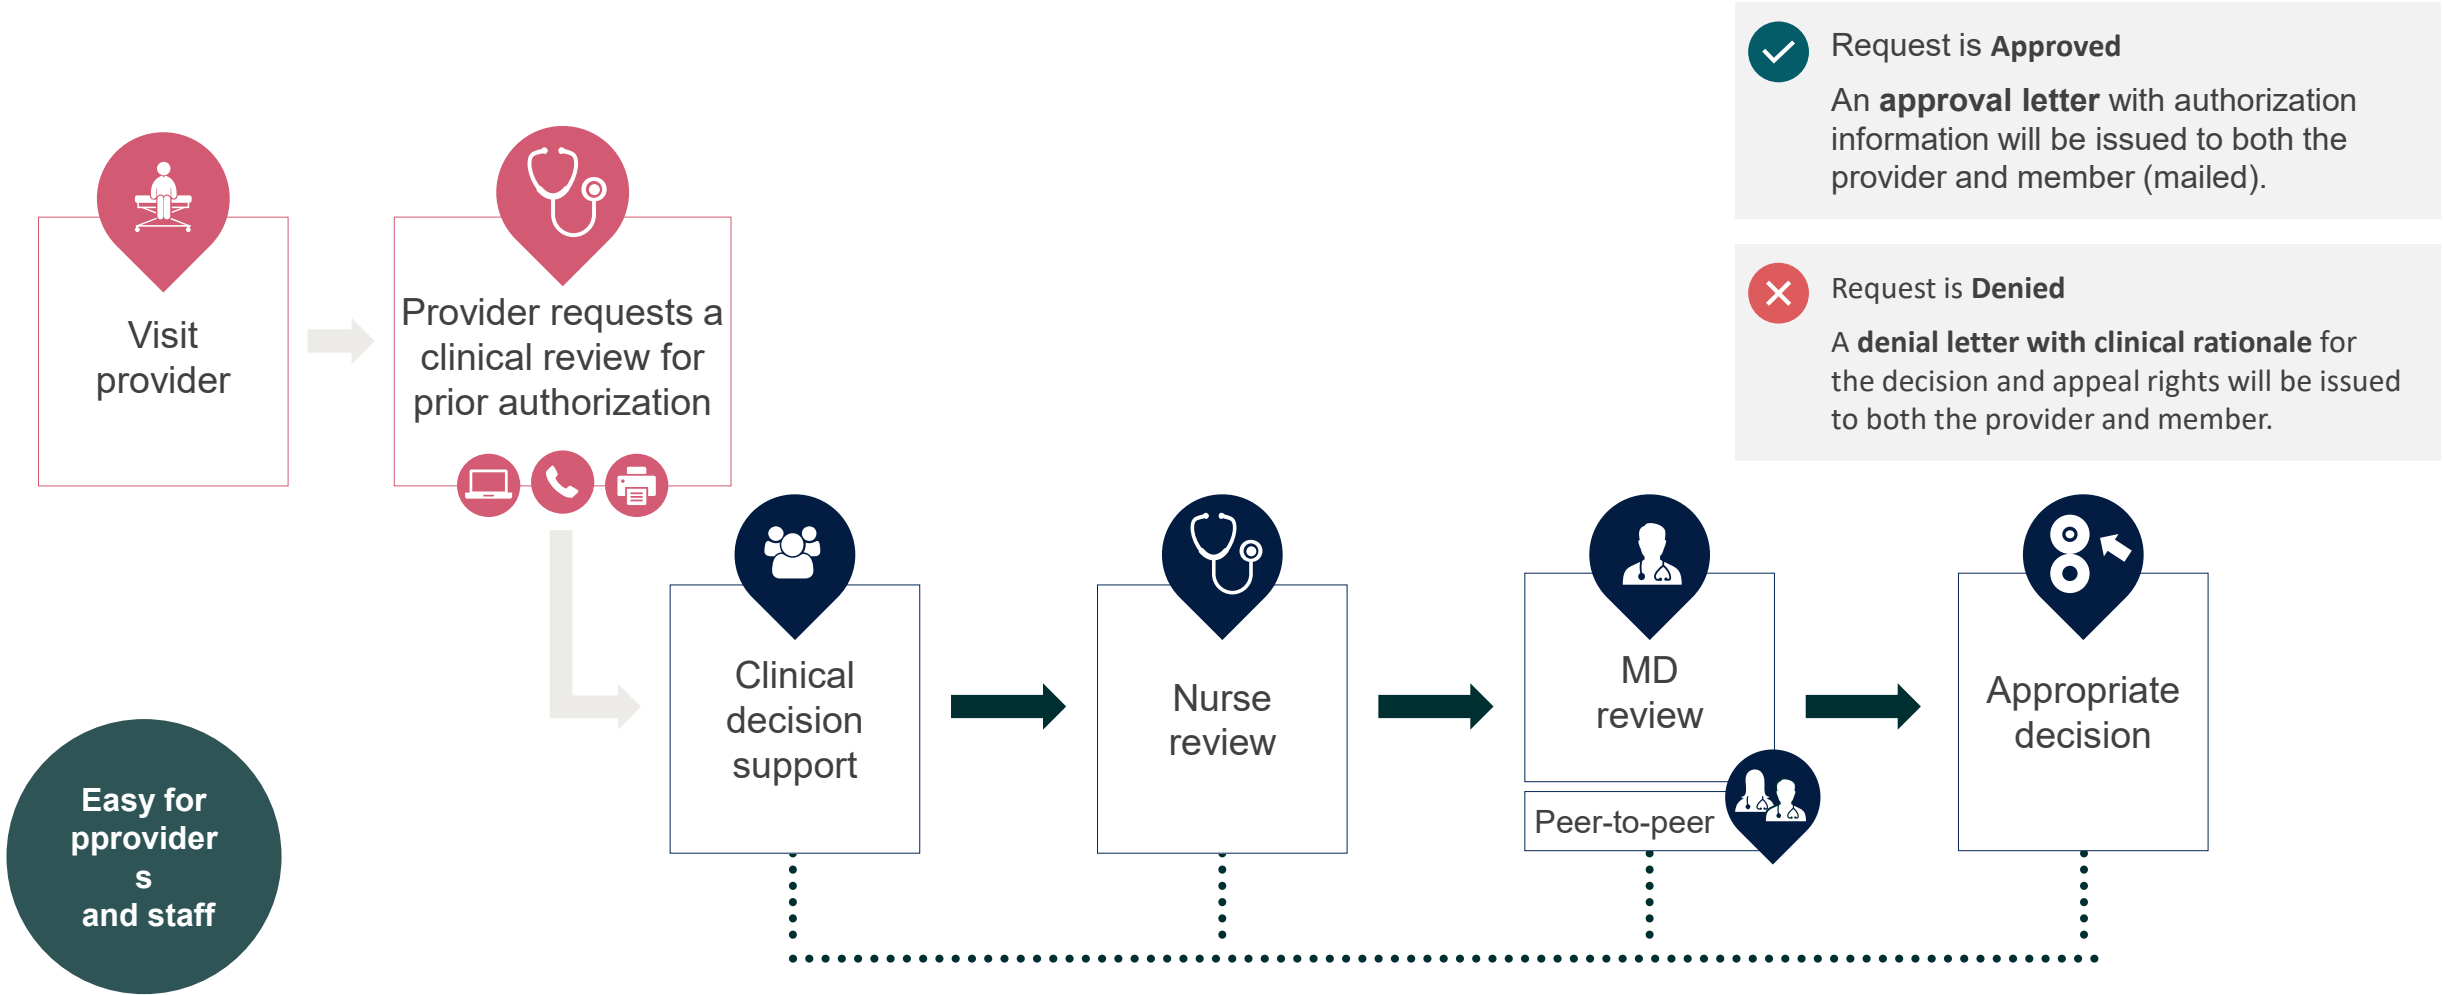 Request is Approved
An approval letter with authorization
information will be issued to both the
provider and member (mailed).
Request is Denied
A denial letter with clinical rationale for
the decision and appeal rights will be issued
to both the provider and member.
Visit
provider
Provider requests a
clinical review for
prior authorization
Clinical
decision
support
Nurse
review
MD
review
Peer-to-peer
Appropriate
decision
Easy for
pprovider
s
and staff